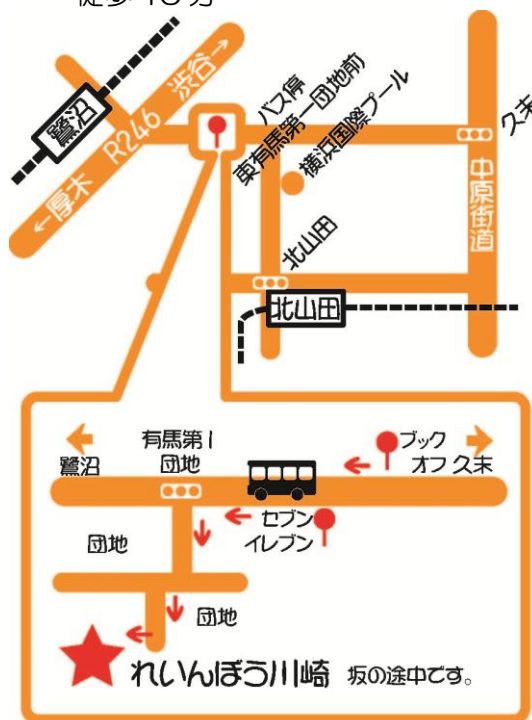 徒歩
鷺沼
←厚木 R246 渋谷→
バス停
東有馬第一団地前
横浜国際プール
久末
中原街道
北山田
北山田
鷺沼
有馬第1
団地
ブック
オフ
久末
セブン
イレブン
団地
団地
れいんぼう川崎 坂の途中です。